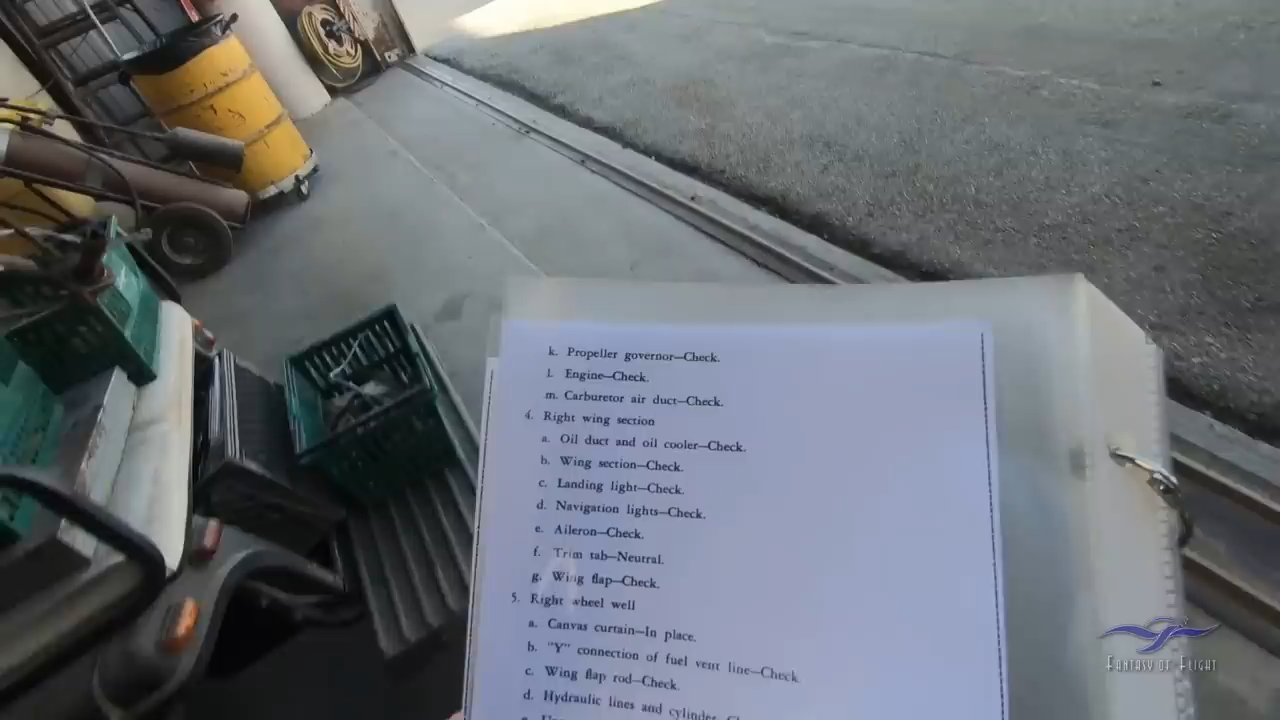 k. Propeller governor—Check.
l. Engine—Check.
m. Carburetor air duct—Check.
4. Right wing section
a. Oil duct and oil cooler—Check.
b. Wing section—Check.
c. Landing light—Check.
d. Navigation lights—Check.
e. Aileron—Check.
f. Trim tab—Neutral.
g. Wing flap—Check.
5. Right wheel well
a. Canvas curtain—In place.
b. "Y" connection of fuel vent line—Check.
c. Wing flap rod—Check.
d. Hydraulic lines and cylinder
FANTASY OF FLIGHT